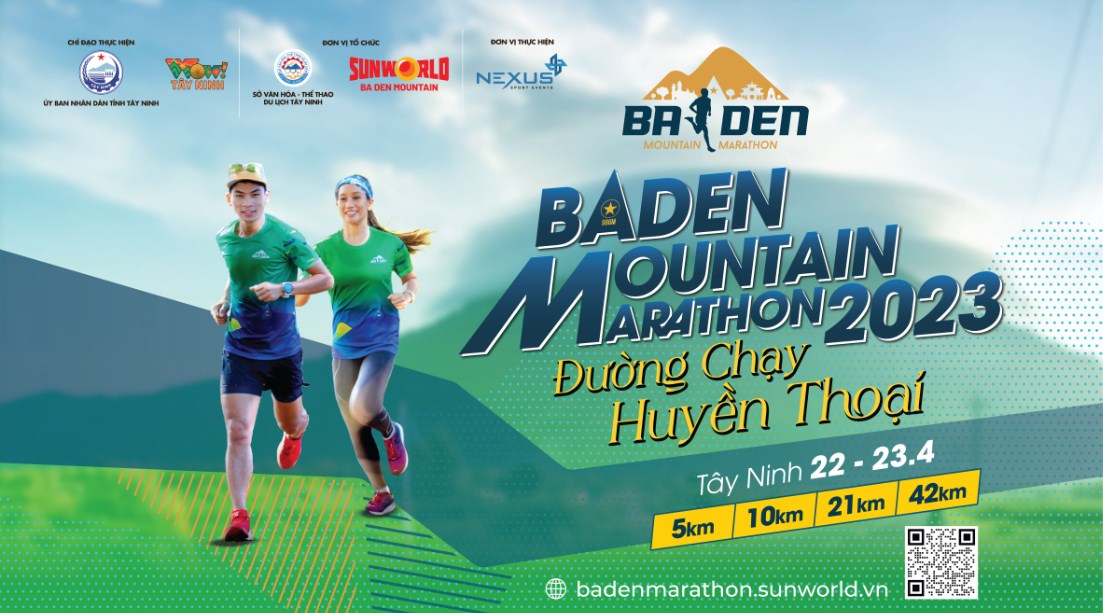 CHỈ ĐẠO THỰC HIỆN
ỦY BAN NHÂN DÂN TỈNH TÂY NINH
Wow!
TÂY NINH
ĐƠN VỊ TỔ CHỨC
SỞ VĂN HÓA - THỂ THAO
DU LỊCH TÂY NINH
SUNWORLD
BA DEN MOUNTAIN
ĐƠN VỊ THỰC HIỆN
NEXUS
SPORT EVENTS
BA DEN
MOUNTAIN MARATHON
BADEN
MOUNTAIN
MARATHON 2023
Đường Chạy
Huyền Thoại
Tây Ninh 22 - 23.4
5km 10km 21km 42km
badenmarathon.sunworld.vn